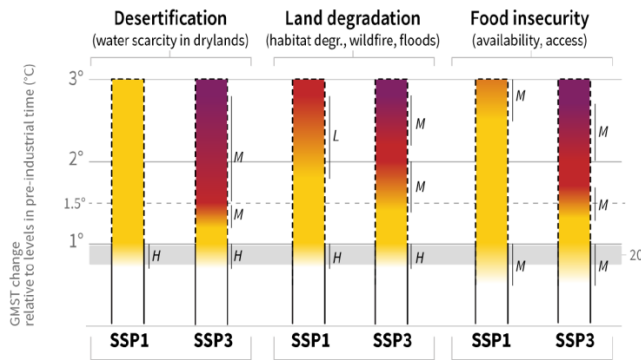 Desertification
(water scarcity in drylands)
Land degradation
(habitat degr., wildfire, floods)
Food insecurity
(availability, access)
GMST change
relative to levels in pre-industrial time (°C)
3°
2°
1.5°
1°
M
M
H
H
L
H
M
M
H
M
M
M
M
M
20
SSP1
SSP3
SSP1
SSP3
SSP1
SSP3